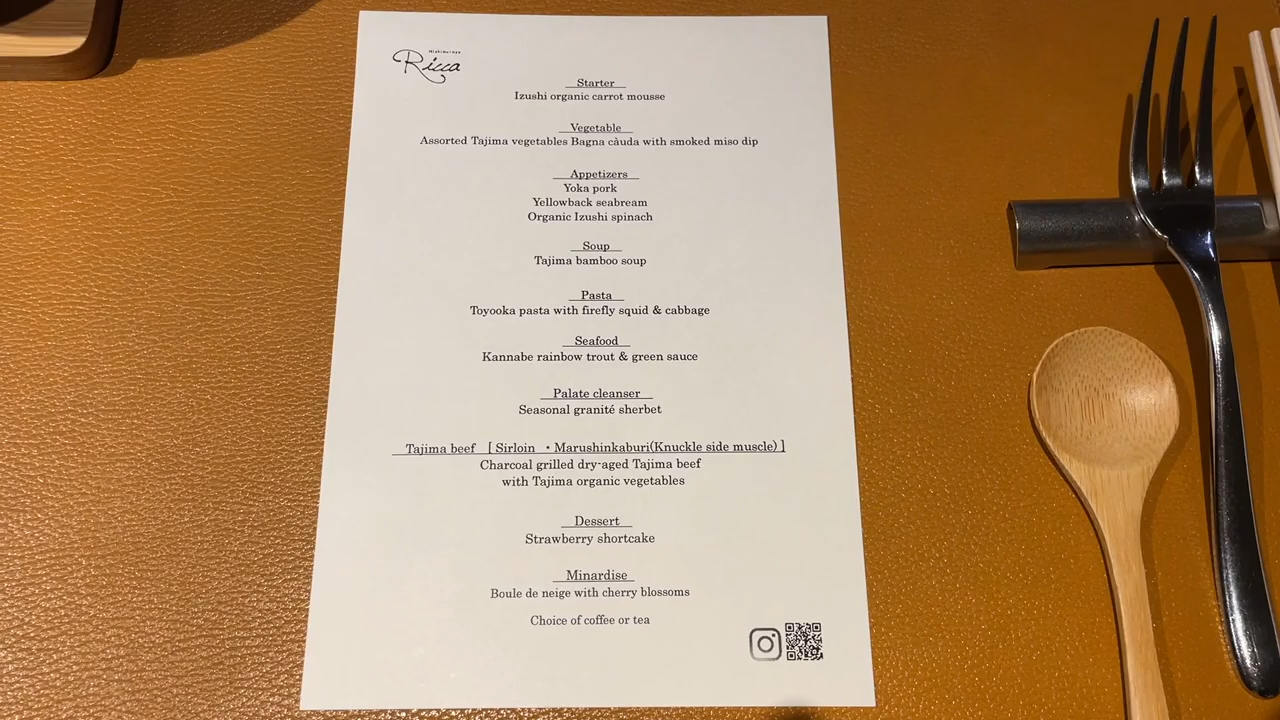 Nishimuraya
Ricca
Starter
Izushi organic carrot mousse
Vegetable
Assorted Tajima vegetables Bagna càuda with smoked miso dip
Appetizers
Yoka pork
Yellowback seabream
Organic Izushi spinach
Soup
Tajima bamboo soup
Pasta
Toyooka pasta with firefly squid & cabbage
Seafood
Kannabe rainbow trout & green sauce
Palate cleanser
Seasonal granité sherbet
Tajima beef [ Sirloin ・Marushinkaburi(Knuckle side muscle) ]
Charcoal grilled dry-aged Tajima beef
with Tajima organic vegetables
Dessert
Strawberry shortcake
Minardise
Boule de neige with cherry blossoms
Choice of coffee or tea